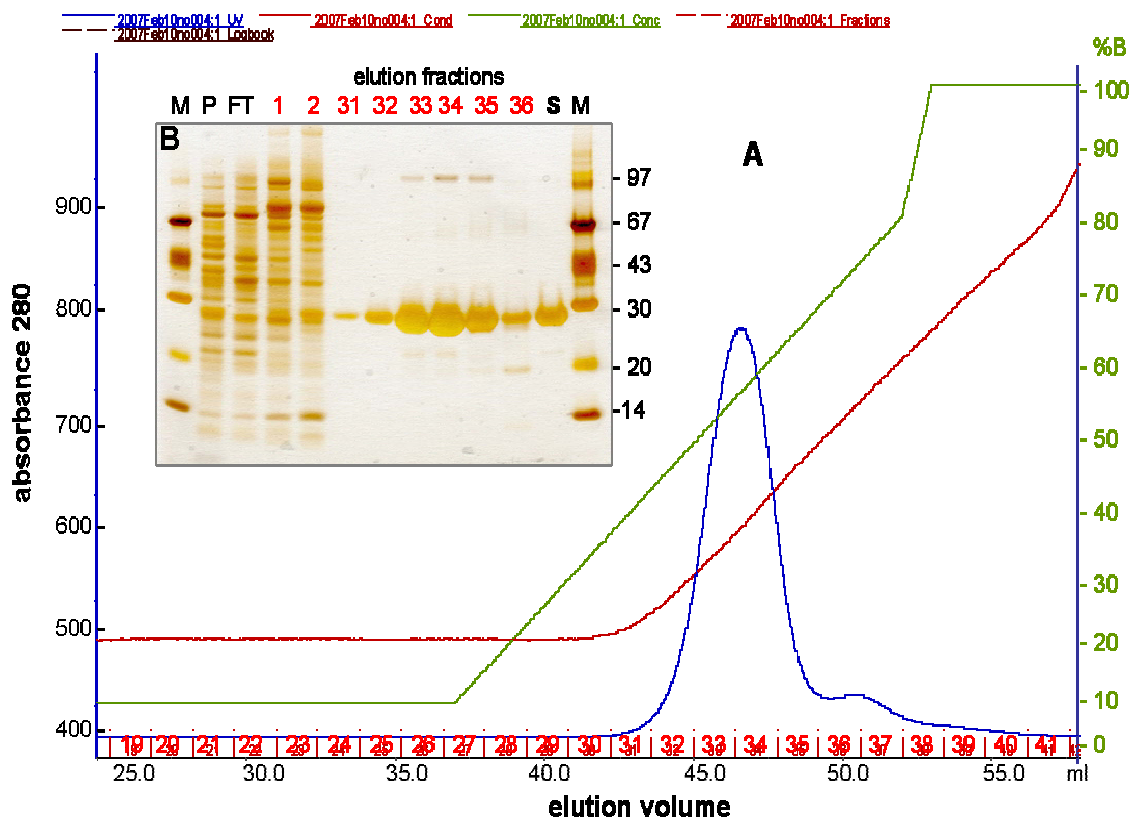 2007Feb10no004:1_UV 2007Feb10no004:1_Cond 2007Feb10no004:1_Conc 2007Feb10no004:1_Fractions
2007Feb10no004:1_Logbook
%B
elution fractions
M P FT 1 2 31 32 33 34 35 36 S M
B
A
- 97
- 67
- 43
- 30
- 20
-14
absorbance 280
900
800
700
600
500
400
100
90
80
70
60
50
40
30
20
10
0
19 20 21 22 23 24 25 26 27 28 29 30 31 32 33 34 35 36 37 38 39 40 41
25.0 30.0 35.0 40.0 45.0 50.0 55.0 ml
elution volume